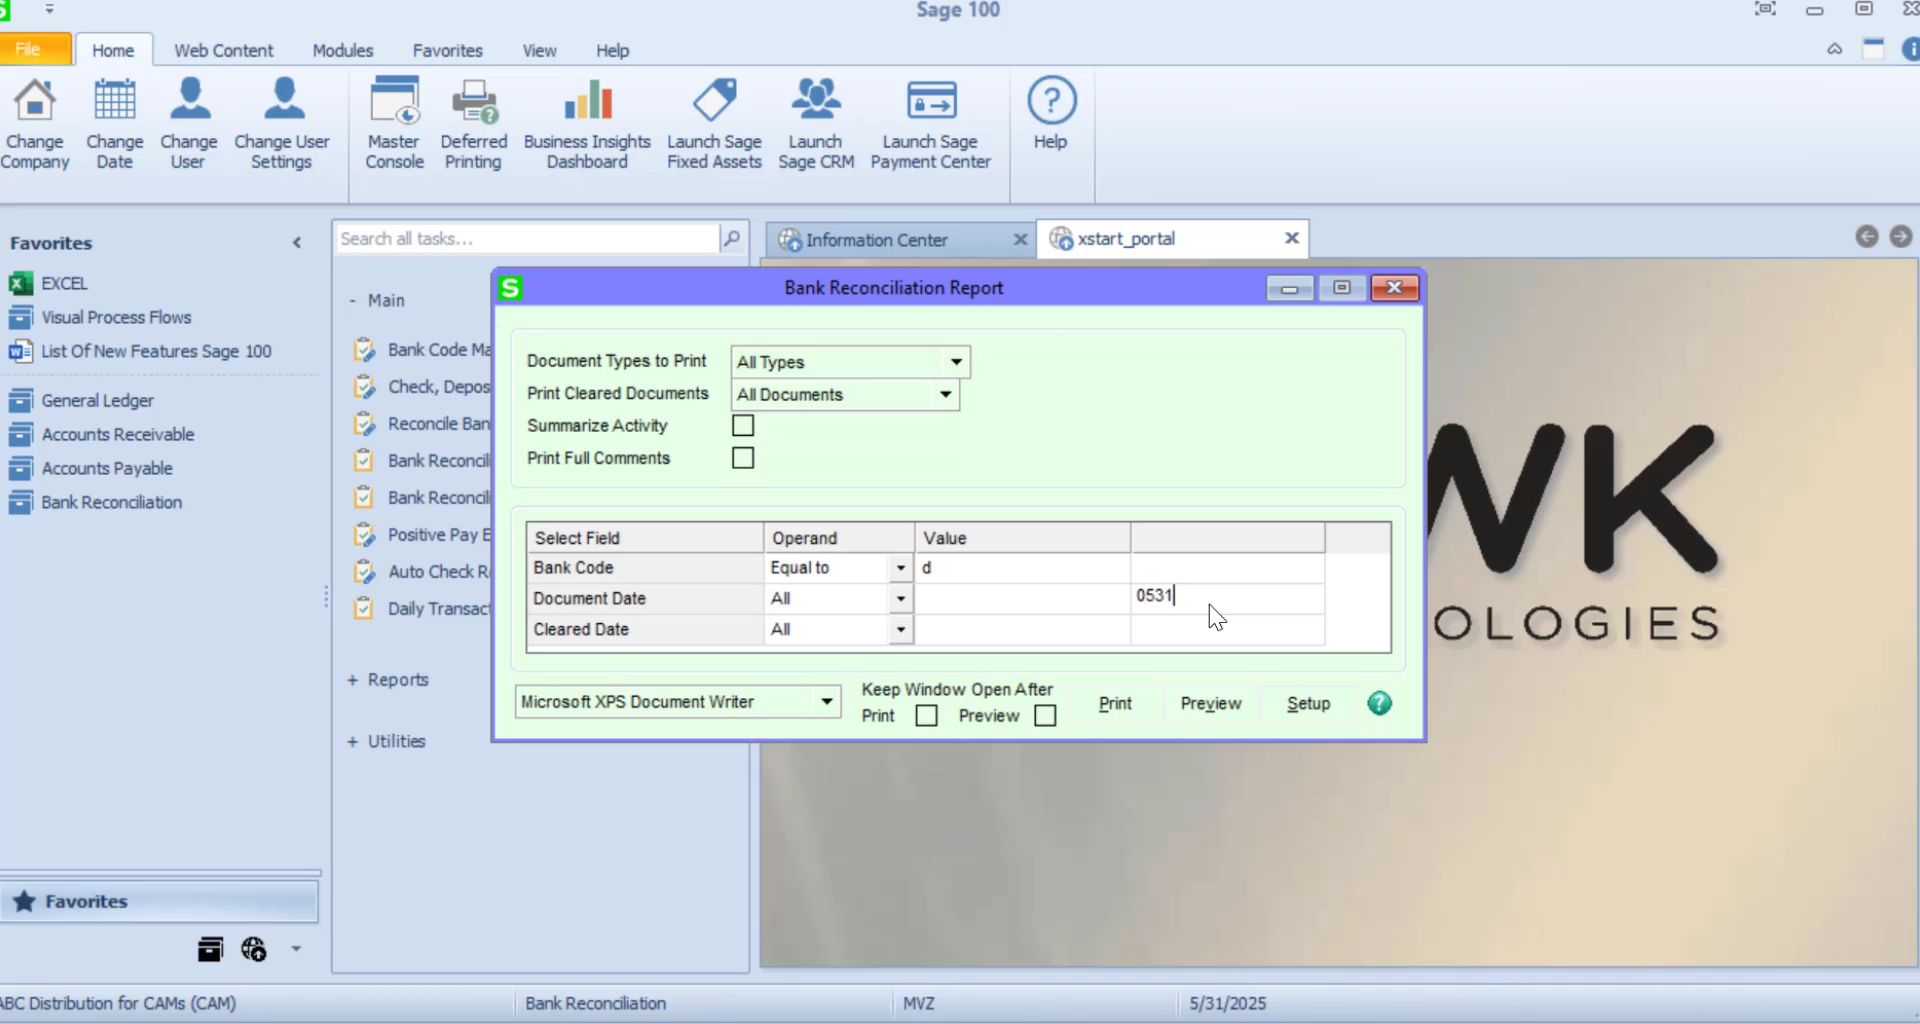 Sage 100
File
Home
Web Content
Modules
Favorites
View
Help
Change Company
Change Date
Change User
Change User Settings
Master Console
Deferred Printing
Business Insights Dashboard
Launch Sage Fixed Assets
Launch Sage CRM
Launch Sage Payment Center
Help
Favorites
EXCEL
Visual Process Flows
List Of New Features Sage 100
General Ledger
Accounts Receivable
Accounts Payable
Bank Reconciliation
Favorites
Search all tasks...
- Main
Bank Code Ma
Check, Depos
Reconcile Ban
Bank Reconcil
Bank Reconcil
Positive Pay E
Auto Check R
Daily Transact
+ Reports
+ Utilities
Information Center
xstart_portal
WK
OLOGIES
S
Bank Reconciliation Report
Document Types to Print All Types
Print Cleared Documents All Documents
Summarize Activity
Print Full Comments
Select Field Operand Value
Bank Code Equal to d
Document Date All 0531
Cleared Date All
Microsoft XPS Document Writer
Keep Window Open After
Print Preview
Print
Preview
Setup
ABC Distribution for CAMs (CAM)
Bank Reconciliation
MVZ
5/31/2025